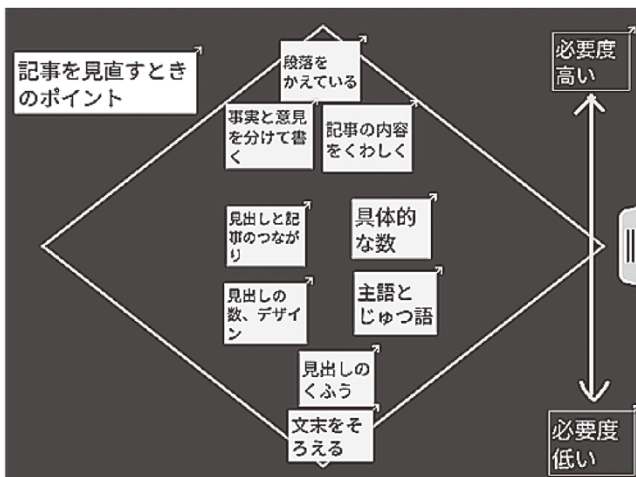 記事を見直すとき
のポイント
段落を
かえている
必要度
高い
事実と意見
を分けて書
く
記事の内容
をくわしく
見出しと記
事のつなが
り
具体的
な数
見出しの
数、デザイ
ン
主語と
じゅつ語
見出しの
くふう
文末をそ
ろえる
必要度
低い